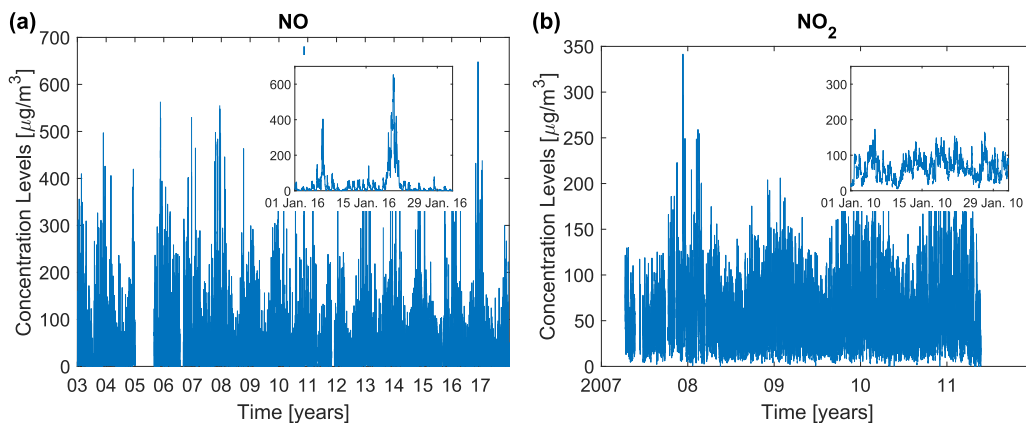 (a)
NO
Concentration Levels [μg/m³]
700
600
500
400
300
200
100
0
03 04 05 06 07 08 09 10 11 12 13 14 15 16 17
Time [years]
600
400
200
0
01 Jan. 16 15 Jan. 16 29 Jan. 16
(b)
NO₂
Concentration Levels [μg/m³]
350
300
250
200
150
100
50
0
2007 08 09 10 11
Time [years]
300
200
100
0
01 Jan. 10 15 Jan. 10 29 Jan. 10